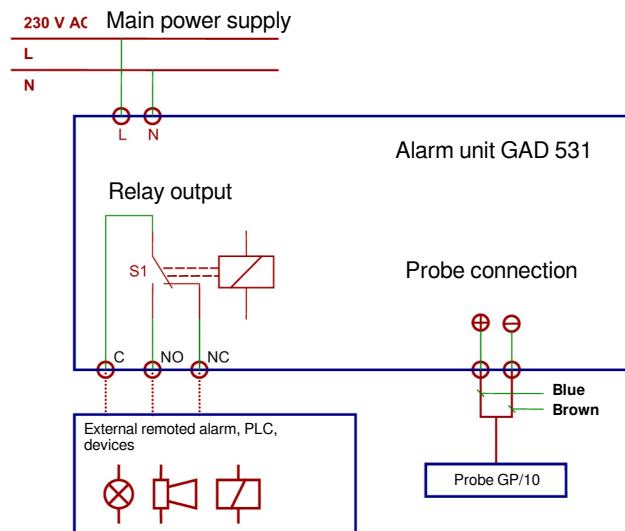 230 V AC Main power supply
L
N
L N
Alarm unit GAD 531
Relay output
S1
Probe connection
C NO NC
Blue
Brown
External remoted alarm, PLC,
devices
Probe GP/10